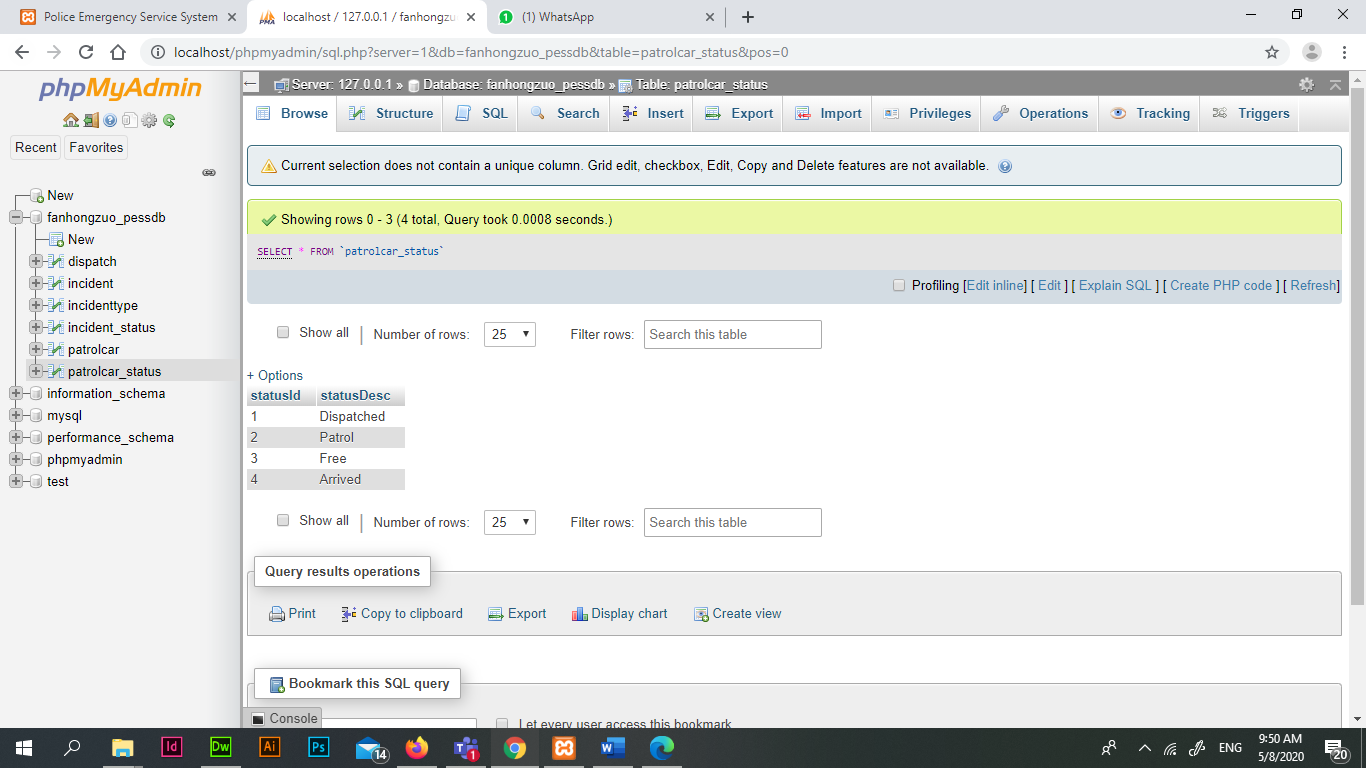 Police Emergency Service System
localhost / 127.0.0.1 / fanhongzuo
(1) WhatsApp
localhost/phpmyadmin/sql.php?server=1&db=fanhongzuo_pessdb&table=patrolcar_status&pos=0
phpMyAdmin
Recent Favorites
New
fanhongzuo_pessdb
New
dispatch
incident
incidenttype
incident_status
patrolcar
patrolcar_status
information_schema
mysql
performance_schema
phpmyadmin
test
Server: 127.0.0.1 » Database: fanhongzuo_pessdb » Table: patrolcar_status
Browse Structure SQL Search Insert Export Import Privileges Operations Tracking Triggers
Current selection does not contain a unique column. Grid edit, checkbox, Edit, Copy and Delete features are not available.
Showing rows 0 - 3 (4 total, Query took 0.0008 seconds.)
SELECT * FROM `patrolcar_status`
Profiling [Edit inline] [ Edit ] [ Explain SQL ] [ Create PHP code ] [ Refresh]
Show all | Number of rows: 25 Filter rows: Search this table
+ Options
statusId statusDesc
1 Dispatched
2 Patrol
3 Free
4 Arrived
Show all | Number of rows: 25 Filter rows: Search this table
Query results operations
Print Copy to clipboard Export Display chart Create view
Bookmark this SQL query
Console
Let every user access this bookmark
Id Dw Ai Ps 14 1 W ENG 9:50 AM
5/8/2020 20